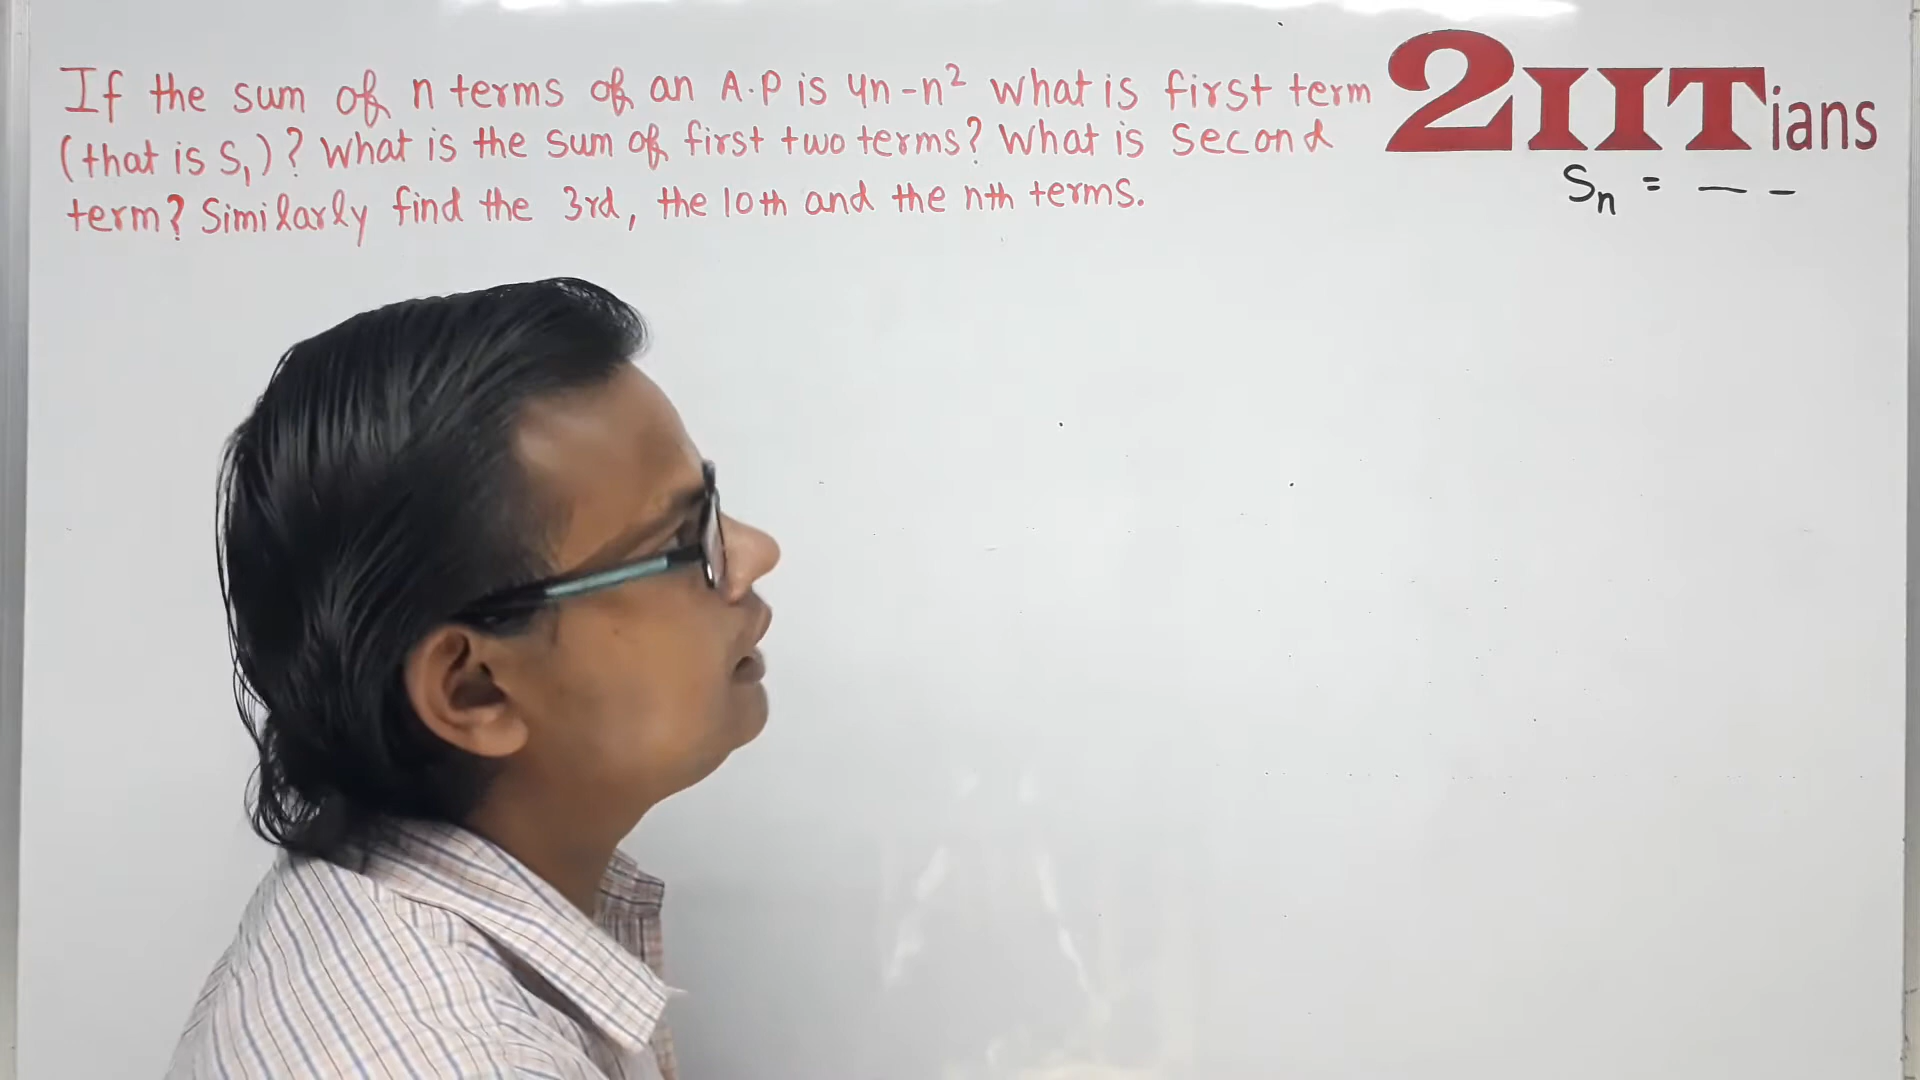 If the sum of n terms of an A.P is 4n-n² what is first term
(that is S₁)? What is the sum of first two terms? What is second
term? Similarly find the 3rd, the 10th and the nth terms.
2IITians
Sₙ = — -